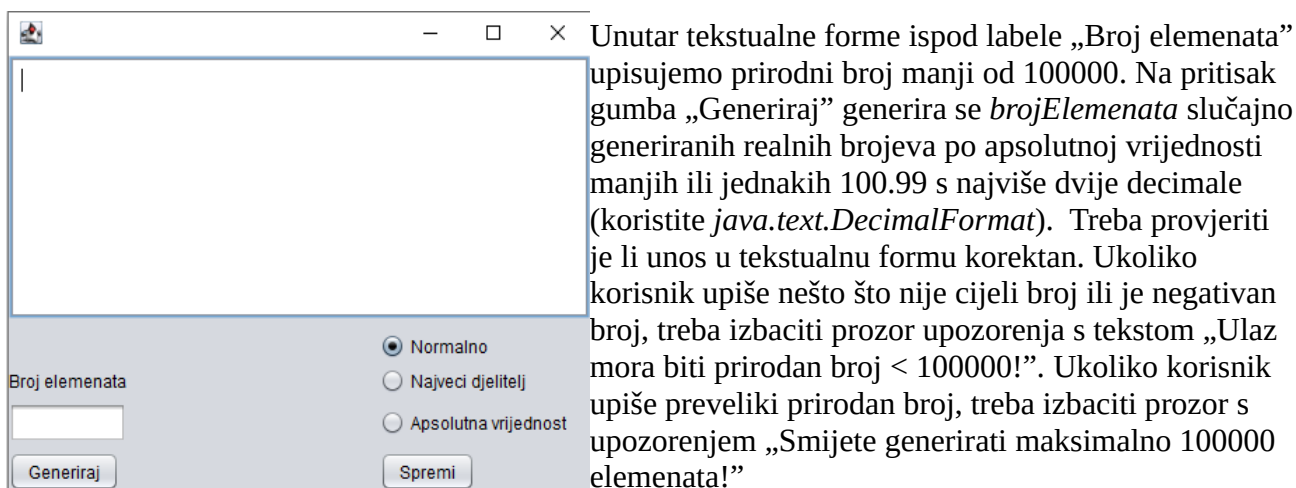 Unutar tekstualne forme ispod labele „Broj elemenata”
upisujemo prirodni broj manji od 100000. Na pritisak
gumba „Generiraj” generira se brojElemenata slučajno
generiranih realnih brojeva po apsolutnoj vrijednosti
manjih ili jednakih 100.99 s najviše dvije decimale
(koristite java.text.DecimalFormat).  Treba provjeriti
je li unos u tekstualnu formu korektan. Ukoliko
korisnik upiše nešto što nije cijeli broj ili je negativan
broj, treba izbaciti prozor upozorenja s tekstom „Ulaz
mora biti prirodan broj < 100000!”. Ukoliko korisnik
upiše preveliki prirodan broj, treba izbaciti prozor s
upozorenjem „Smijete generirati maksimalno 100000
elemenata!”
Normalno
Broj elemenata
Najveci djelitelj
Apsolutna vrijednost
Generiraj
Spremi